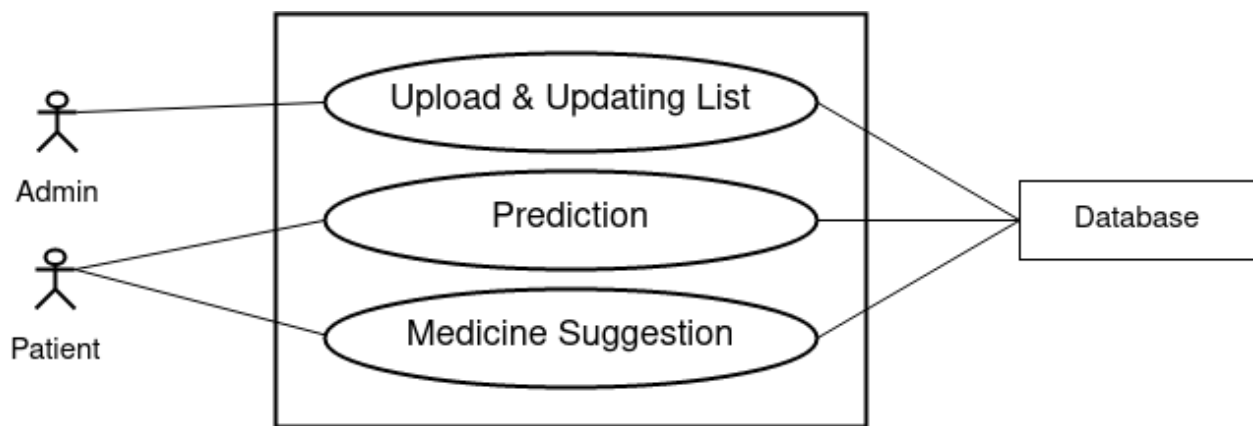 Upload & Updating List
Admin
Prediction
Database
Medicine Suggestion
Patient